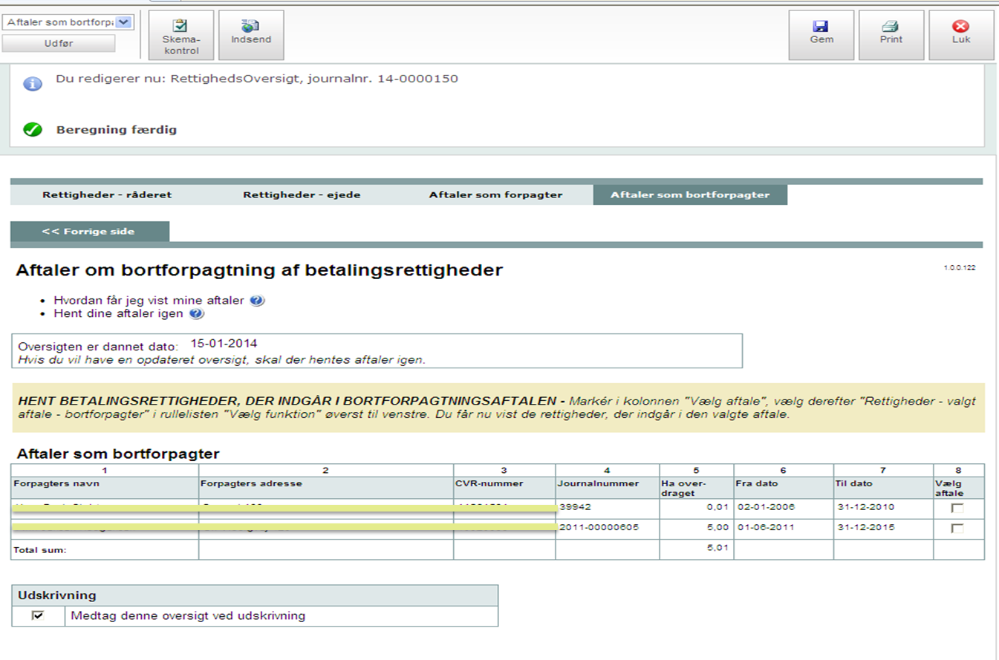 Aftaler som bortforp
Udfør
Skema-
kontrol
Indsend
Gem
Print
Luk
Du redigerer nu: RettighedsOversigt, journalnr. 14-0000150
Beregning færdig
Rettigheder - råderet
Rettigheder - ejede
Aftaler som forpagter
Aftaler som bortforpagter
<< Forrige side
Aftaler om bortforpagtning af betalingsrettigheder
1.0.0.122
• Hvordan får jeg vist mine aftaler
• Hent dine aftaler igen
Oversigten er dannet dato: 15-01-2014
Hvis du vil have en opdateret oversigt, skal der hentes aftaler igen.
HENT BETALINGSRETTIGHEDER, DER INDGÅR I BORTFORPAGTNINGSAFTALEN - Markér i kolonnen "Vælg aftale", vælg derefter "Rettigheder - valgt
aftale - bortforpagter" i rullelisten "Vælg funktion" øverst til venstre. Du får nu vist de rettigheder, der indgår i den valgte aftale.
Aftaler som bortforpagter
1 2 3 4 5 6 7 8
Forpagters navn Forpagters adresse CVR-nummer Journalnummer Ha over-
draget Fra dato Til dato Vælg
aftale
39942 0,01 02-01-2006 31-12-2010
2011-00000605 5,00 01-06-2011 31-12-2015
Total sum: 5,01
Udskrivning
Medtag denne oversigt ved udskrivning